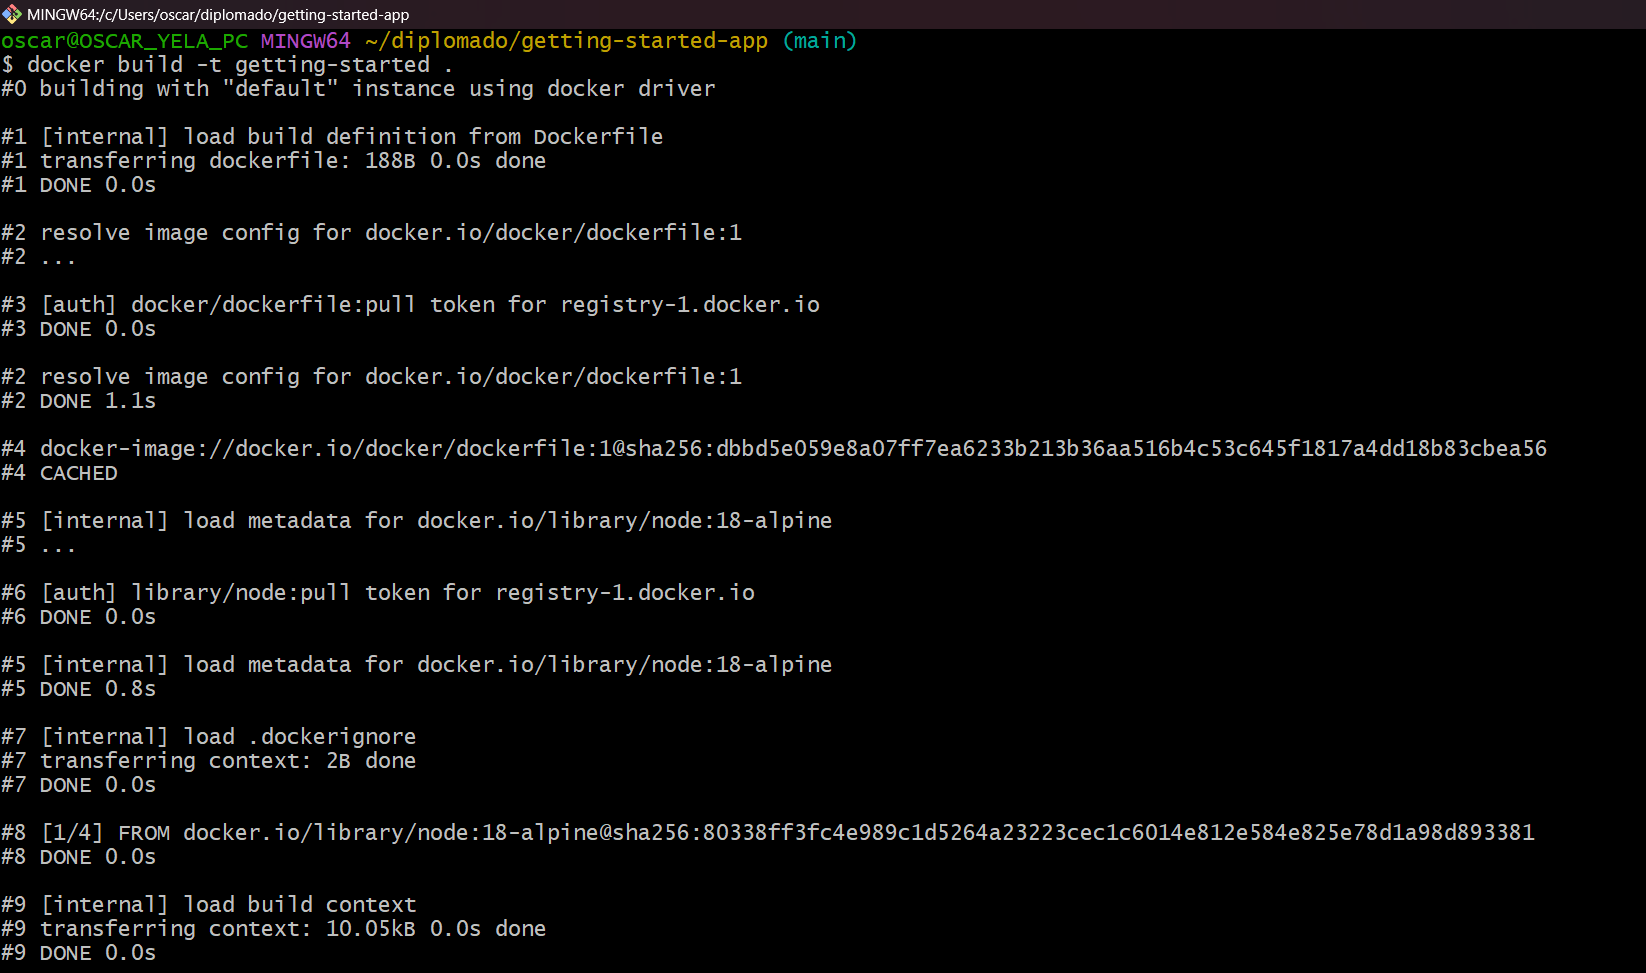 MINGW64:/c/Users/oscar/diplomado/getting-started-app
oscar@OSCAR_YELA_PC MINGW64 ~/diplomado/getting-started-app (main)
$ docker build -t getting-started .
#0 building with "default" instance using docker driver
#1 [internal] load build definition from Dockerfile
#1 transferring dockerfile: 188B 0.0s done
#1 DONE 0.0s
#2 resolve image config for docker.io/docker/dockerfile:1
#2 ...
#3 [auth] docker/dockerfile:pull token for registry-1.docker.io
#3 DONE 0.0s
#2 resolve image config for docker.io/docker/dockerfile:1
#2 DONE 1.1s
#4 docker-image://docker.io/docker/dockerfile:1@sha256:dbbd5e059e8a07ff7ea6233b213b36aa516b4c53c645f1817a4dd18b83cbea56
#4 CACHED
#5 [internal] load metadata for docker.io/library/node:18-alpine
#5 ...
#6 [auth] library/node:pull token for registry-1.docker.io
#6 DONE 0.0s
#5 [internal] load metadata for docker.io/library/node:18-alpine
#5 DONE 0.8s
#7 [internal] load .dockerignore
#7 transferring context: 2B done
#7 DONE 0.0s
#8 [1/4] FROM docker.io/library/node:18-alpine@sha256:80338ff3fc4e989c1d5264a23223cec1c6014e812e584e825e78d1a98d893381
#8 DONE 0.0s
#9 [internal] load build context
#9 transferring context: 10.05kB 0.0s done
#9 DONE 0.0s